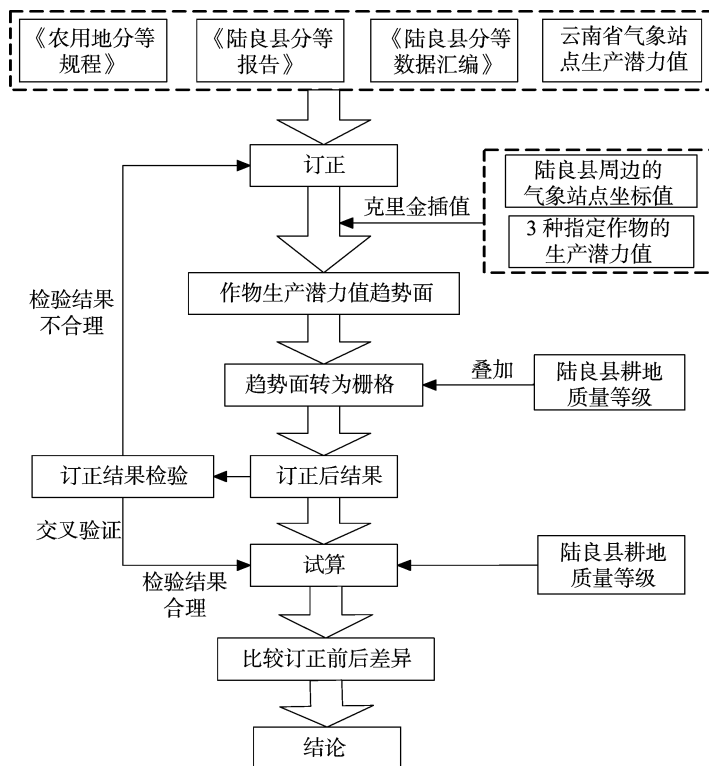 《农用地分等
规程》
《陆良县分等
报告》
《陆良县分等
数据汇编》
云南省气象站
点生产潜力值
订正
陆良县周边的
气象站点坐标值
克里金插值
3 种指定作物的
生产潜力值
检验结果
不合理
作物生产潜力值趋势面
趋势面转为栅格
叠加
陆良县耕地
质量等级
订正结果检验
订正后结果
交叉验证
试算
陆良县耕地
质量等级
检验结果
合理
比较订正前后差异
结论